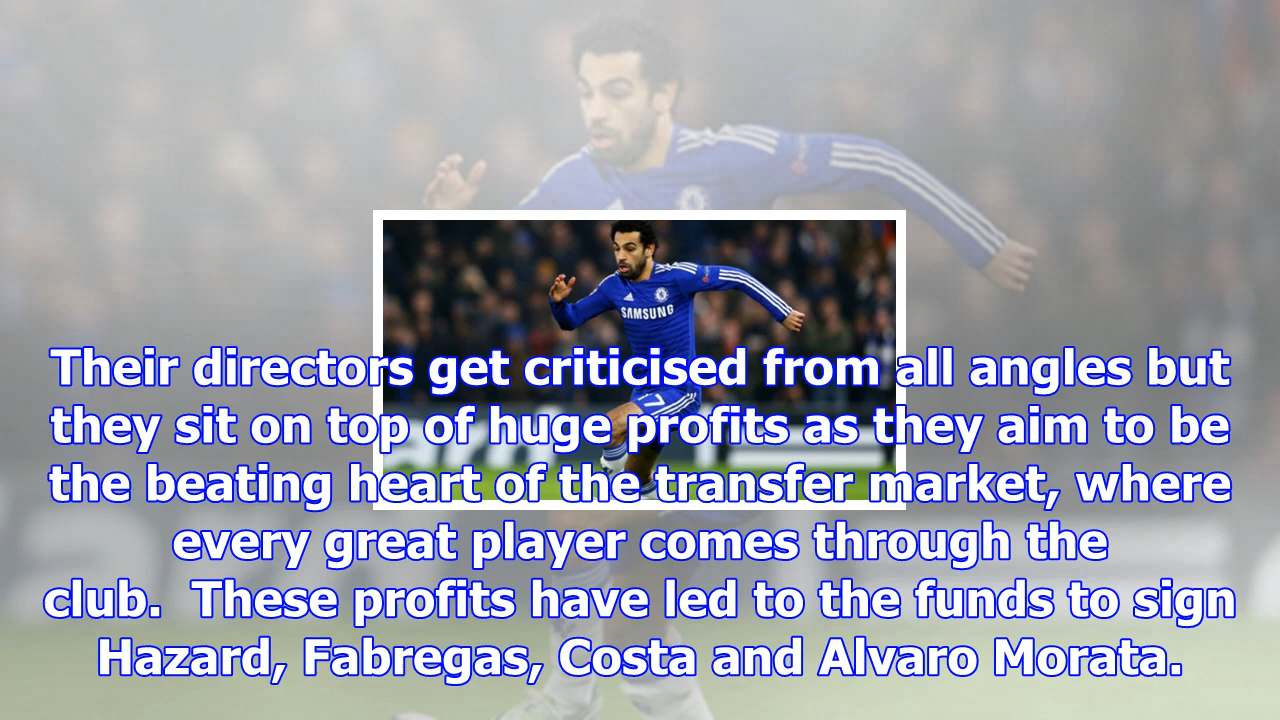 SAMSUNG
17
Their directors get criticised from all angles but
they sit on top of huge profits as they aim to be
the beating heart of the transfer market, where
every great player comes through the
club.  These profits have led to the funds to sign
Hazard, Fabregas, Costa and Alvaro Morata.